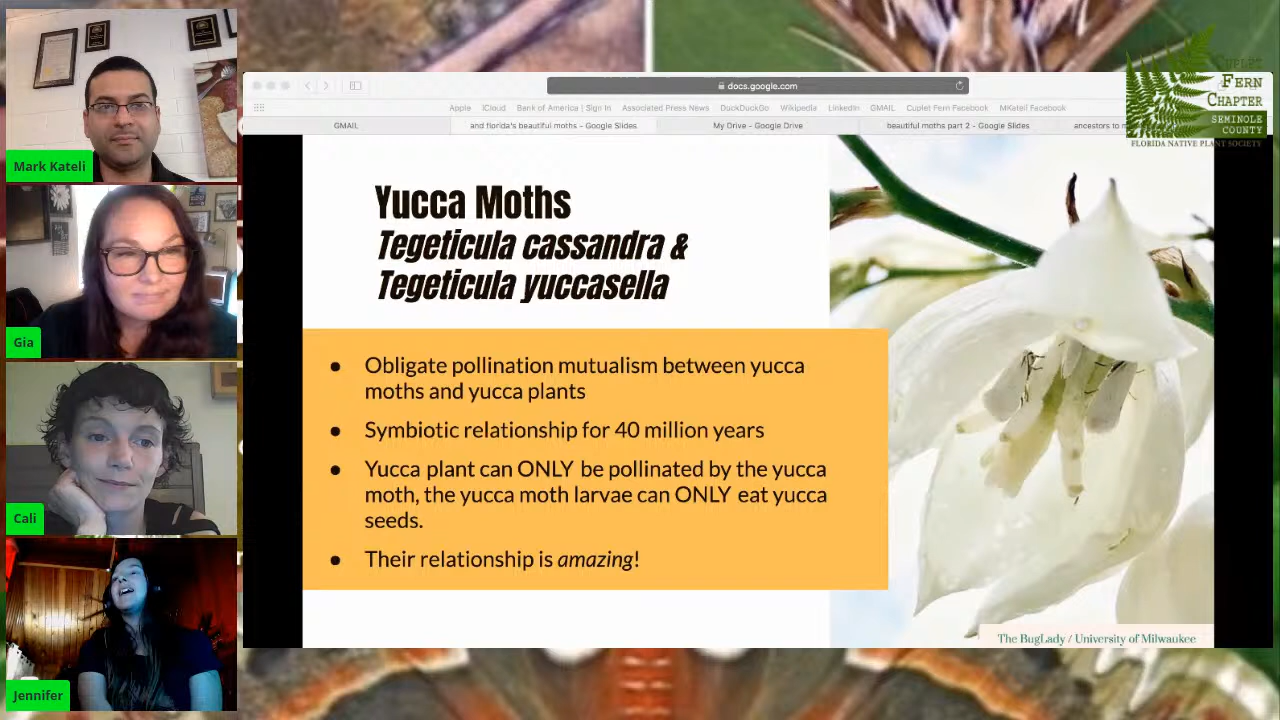 Mark Kateli
Gia
Cali
Jennifer
docs.google.com
Apple iCloud Bank of America | Sign In Associated Press News DuckDuckGo Wikipedia LinkedIn GMAIL Cuplet Fern Facebook MKateli Facebook
GMAIL and florida's beautiful moths - Google Slides My Drive - Google Drive beautiful moths part 2 - Google Slides ancestors to
CUPLET
FERN
CHAPTER
SEMINOLE
COUNTY
FLORIDA NATIVE PLANT SOCIETY
Yucca Moths
Tegeticula cassandra &
Tegeticula yuccasella
● Obligate pollination mutualism between yucca
moths and yucca plants
● Symbiotic relationship for 40 million years
● Yucca plant can ONLY be pollinated by the yucca
moth, the yucca moth larvae can ONLY eat yucca
seeds.
● Their relationship is amazing!
The BugLady / University of Milwaukee